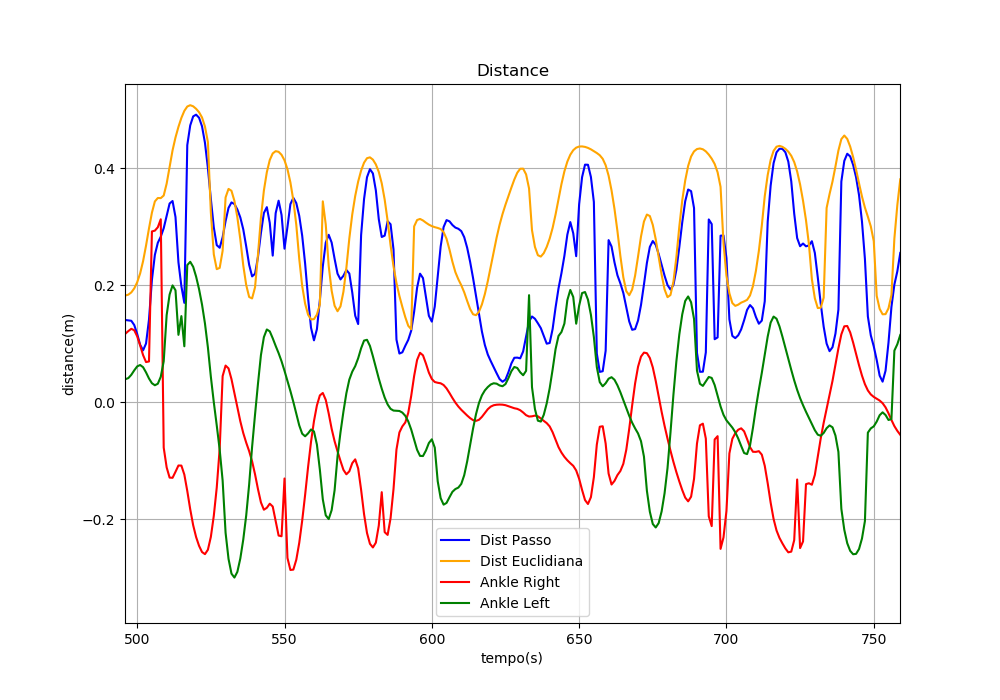 Distance
distance(m)
0.4
0.2
0.0
−0.2
500
550
600
650
700
750
tempo(s)
Dist Passo
Dist Euclidiana
Ankle Right
Ankle Left